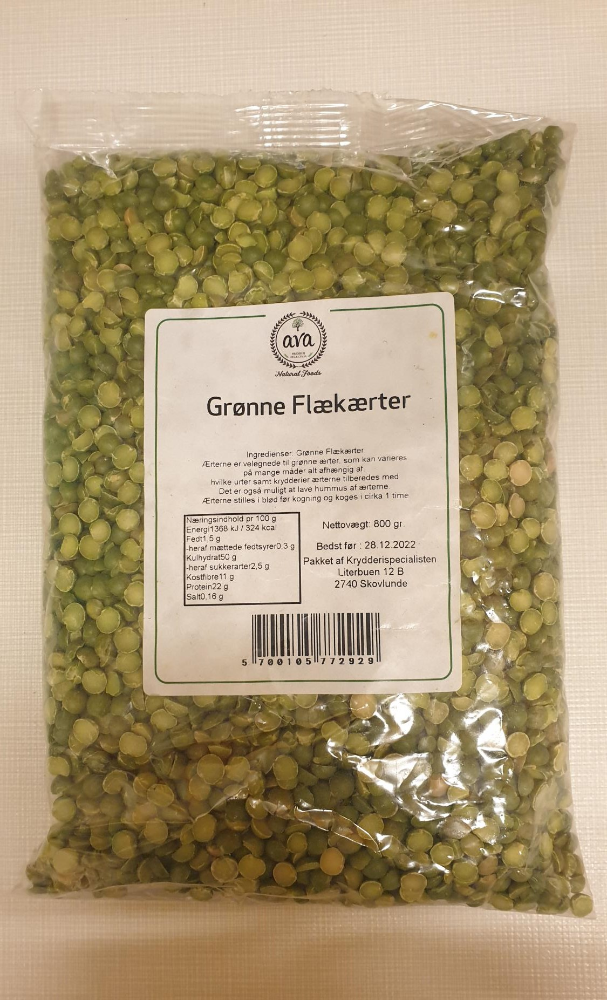 ava
PREMIUM
SELECTION
Natural Foods
Grønne Flækærter
Ingredienser: Grønne Flækærter
Ærterne er velegnede til grønne ærter, som kan varieres
på mange måder alt afhængig af,
hvilke urter samt krydderier ærterne tilberedes med
Det er også muligt at lave hummus af ærterne.
Ærterne stilles i blød før kogning og koges i cirka 1 time
Næringsindhold pr 100 g
Energi1368 kJ / 324 kcal
Fedt1,5 g
-heraf mættede fedtsyrer0,3 g
Kulhydrat50 g
-heraf sukkerarter2,5 g
Kostfibre11 g
Protein22 g
Salt0,16 g
Nettovægt: 800 gr.
Bedst før : 28.12.2022
Pakket af Krydderispecialisten
Literbuen 12 B
2740 Skovlunde
5 700105 772929